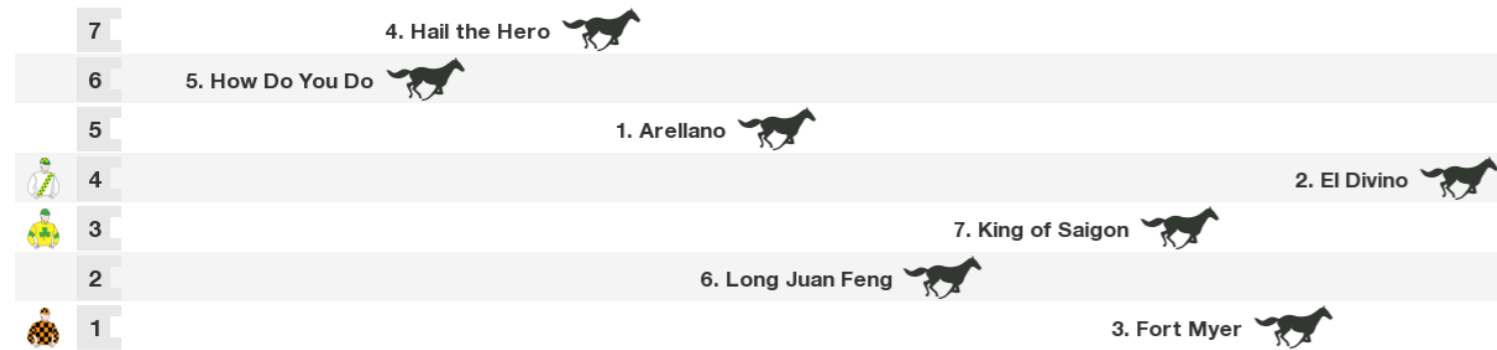 7 4. Hail the Hero
6 5. How Do You Do
5 1. Arellano
4 2. El Divino
3 7. King of Saigon
2 6. Long Juan Feng
1 3. Fort Myer